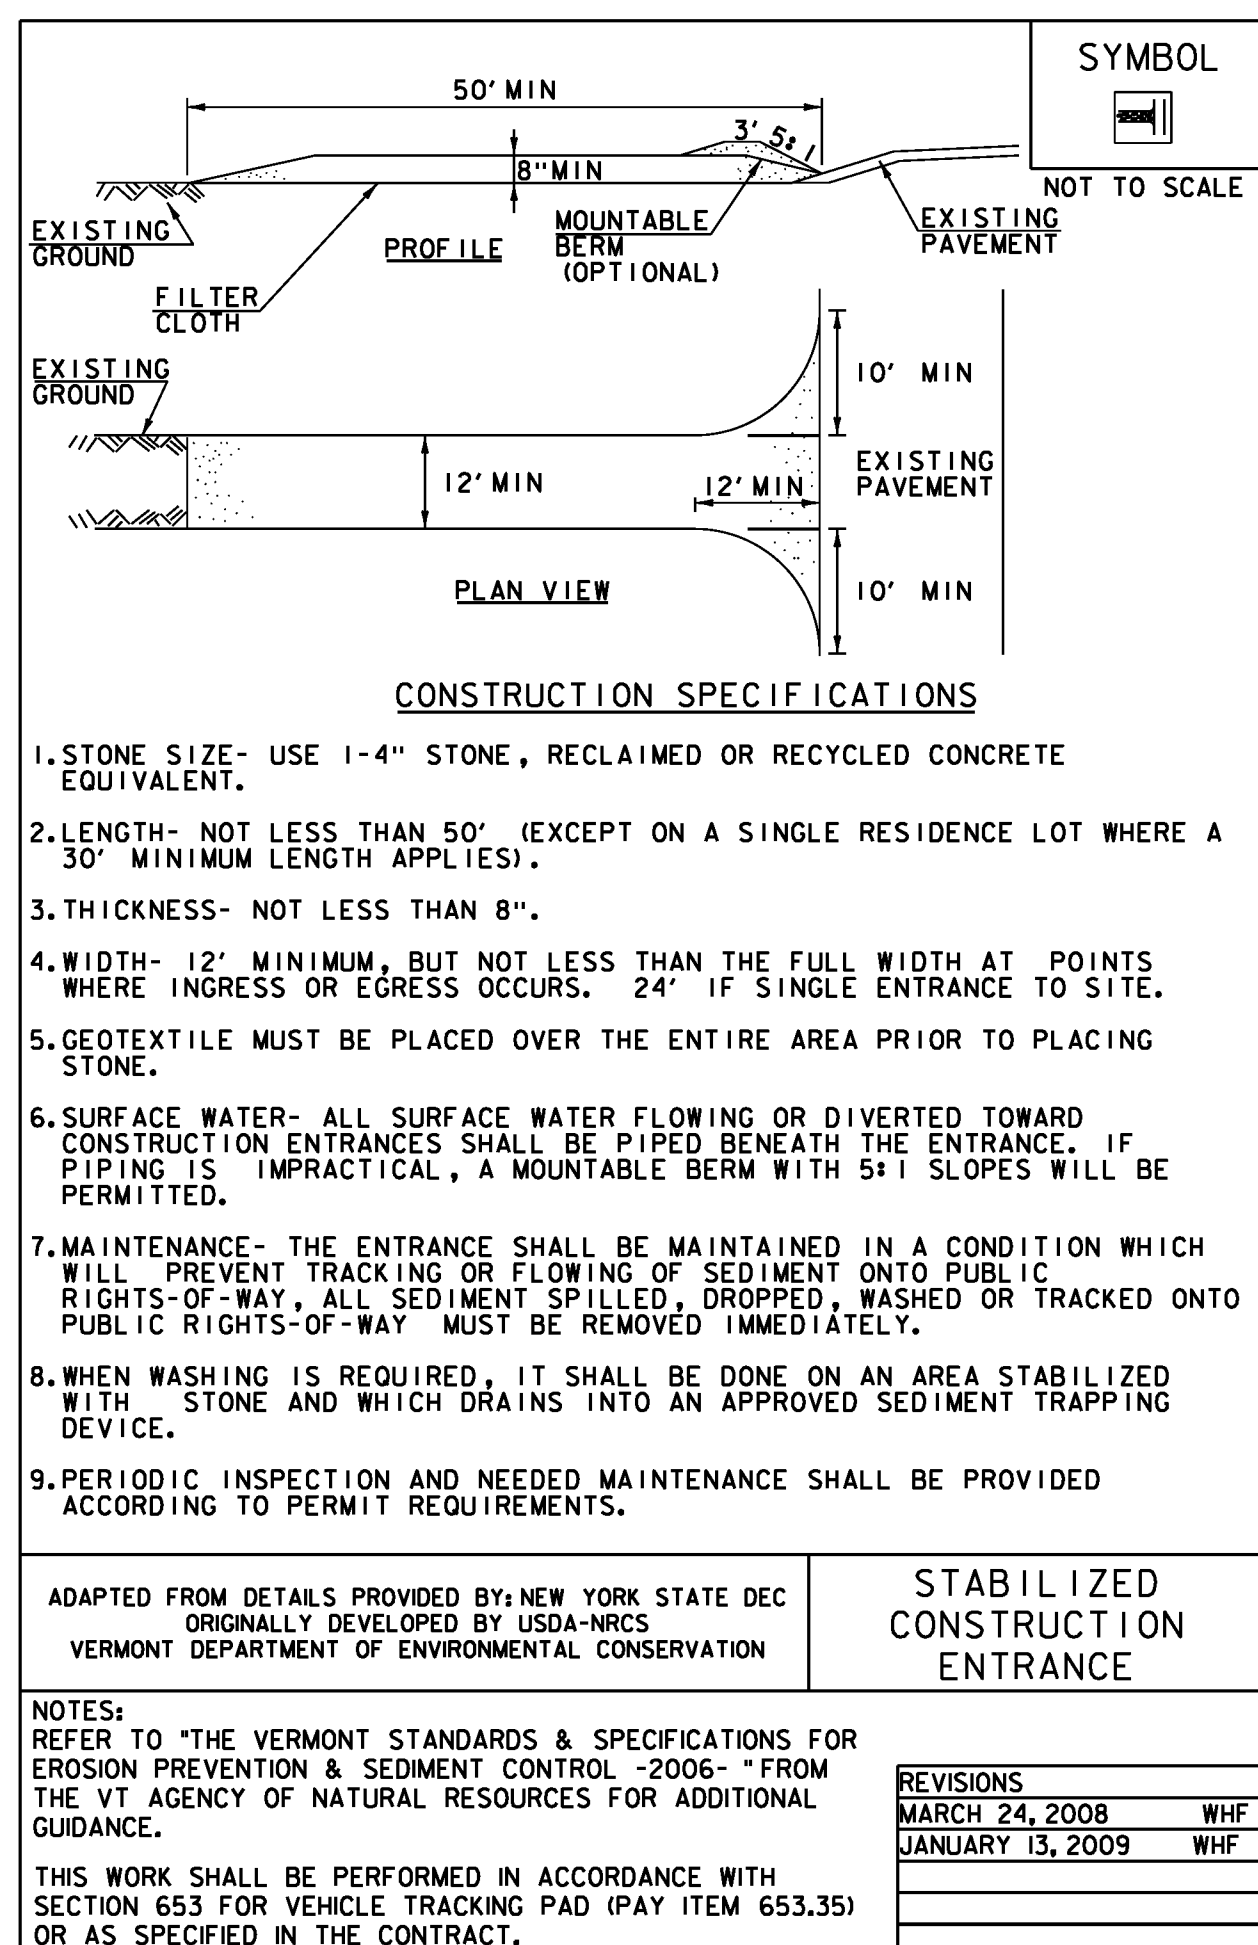 SYMBOL
NOT TO SCALE
50' MIN
3' 5:1
8" MIN
EXISTING
GROUND
PROFILE
MOUNTABLE
BERM
(OPTIONAL)
EXISTING
PAVEMENT
FILTER
CLOTH
EXISTING
GROUND
10' MIN
12' MIN
12' MIN
EXISTING
PAVEMENT
10' MIN
PLAN VIEW
CONSTRUCTION SPECIFICATIONS
1. STONE SIZE- USE 1-4" STONE, RECLAIMED OR RECYCLED CONCRETE
EQUIVALENT.
2. LENGTH- NOT LESS THAN 50' (EXCEPT ON A SINGLE RESIDENCE LOT WHERE A
30' MINIMUM LENGTH APPLIES).
3. THICKNESS- NOT LESS THAN 8".
4. WIDTH- 12' MINIMUM, BUT NOT LESS THAN THE FULL WIDTH AT POINTS
WHERE INGRESS OR EGRESS OCCURS. 24' IF SINGLE ENTRANCE TO SITE.
5. GEOTEXTILE MUST BE PLACED OVER THE ENTIRE AREA PRIOR TO PLACING
STONE.
6. SURFACE WATER- ALL SURFACE WATER FLOWING OR DIVERTED TOWARD
CONSTRUCTION ENTRANCES SHALL BE PIPED BENEATH THE ENTRANCE. IF
PIPING IS IMPRACTICAL, A MOUNTABLE BERM WITH 5:1 SLOPES WILL BE
PERMITTED.
7. MAINTENANCE- THE ENTRANCE SHALL BE MAINTAINED IN A CONDITION WHICH
WILL PREVENT TRACKING OR FLOWING OF SEDIMENT ONTO PUBLIC
RIGHTS-OF-WAY, ALL SEDIMENT SPILLED, DROPPED, WASHED OR TRACKED ONTO
PUBLIC RIGHTS-OF-WAY MUST BE REMOVED IMMEDIATELY.
8. WHEN WASHING IS REQUIRED, IT SHALL BE DONE ON AN AREA STABILIZED
WITH STONE AND WHICH DRAINS INTO AN APPROVED SEDIMENT TRAPPING
DEVICE.
9. PERIODIC INSPECTION AND NEEDED MAINTENANCE SHALL BE PROVIDED
ACCORDING TO PERMIT REQUIREMENTS.
ADAPTED FROM DETAILS PROVIDED BY: NEW YORK STATE DEC
ORIGINALLY DEVELOPED BY USDA-NRCS
VERMONT DEPARTMENT OF ENVIRONMENTAL CONSERVATION
STABILIZED
CONSTRUCTION
ENTRANCE
NOTES:
REFER TO "THE VERMONT STANDARDS & SPECIFICATIONS FOR
EROSION PREVENTION & SEDIMENT CONTROL -2006- " FROM
THE VT AGENCY OF NATURAL RESOURCES FOR ADDITIONAL
GUIDANCE.
THIS WORK SHALL BE PERFORMED IN ACCORDANCE WITH
SECTION 653 FOR VEHICLE TRACKING PAD (PAY ITEM 653.35)
OR AS SPECIFIED IN THE CONTRACT.
REVISIONS
MARCH 24, 2008 WHF
JANUARY 13, 2009 WHF